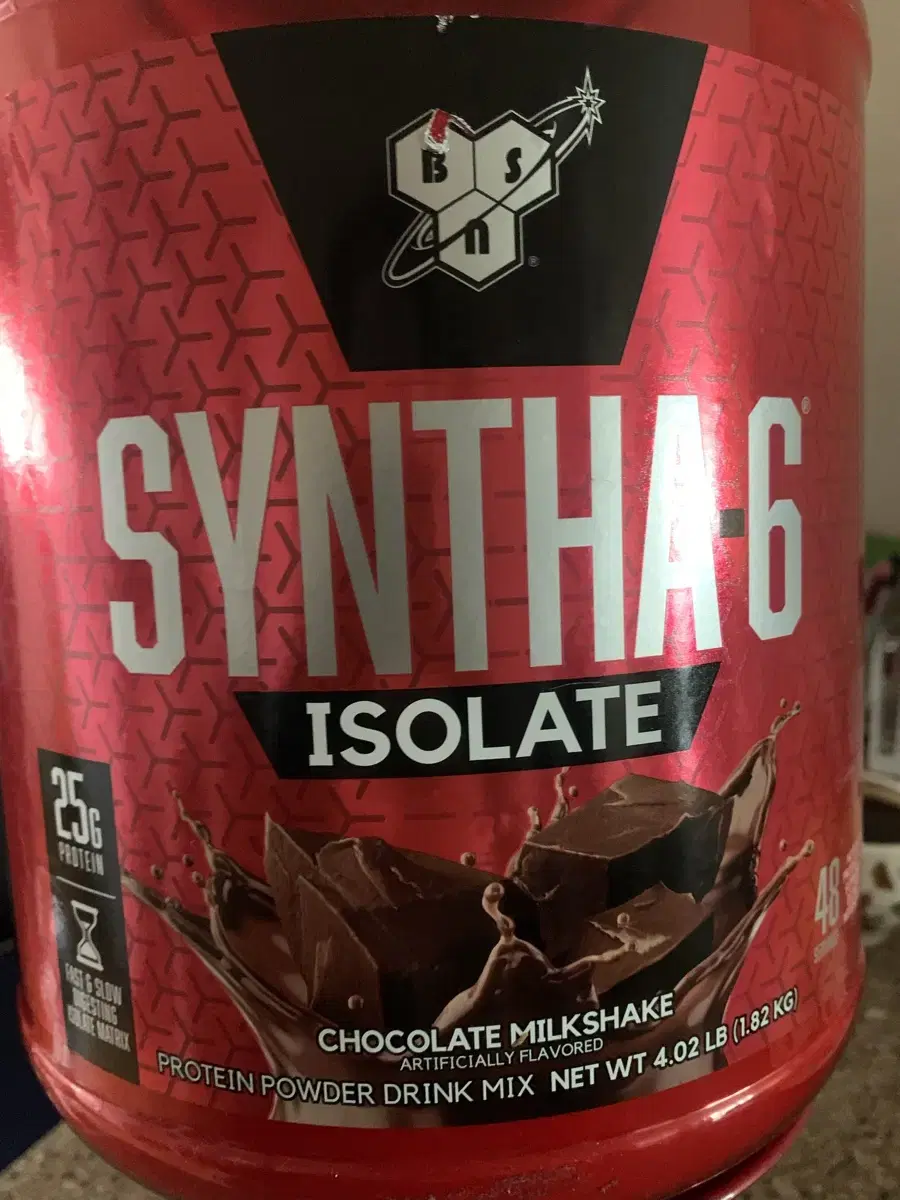 B S
n
®
SYNTHA-6®
ISOLATE
25G
PROTEIN
FAST & SLOW
DIGESTING
ISOLATE MATRIX
48
CHOCOLATE MILKSHAKE
ARTIFICIALLY FLAVORED
PROTEIN POWDER DRINK MIX NET WT 4.02 LB (1.82 KG)